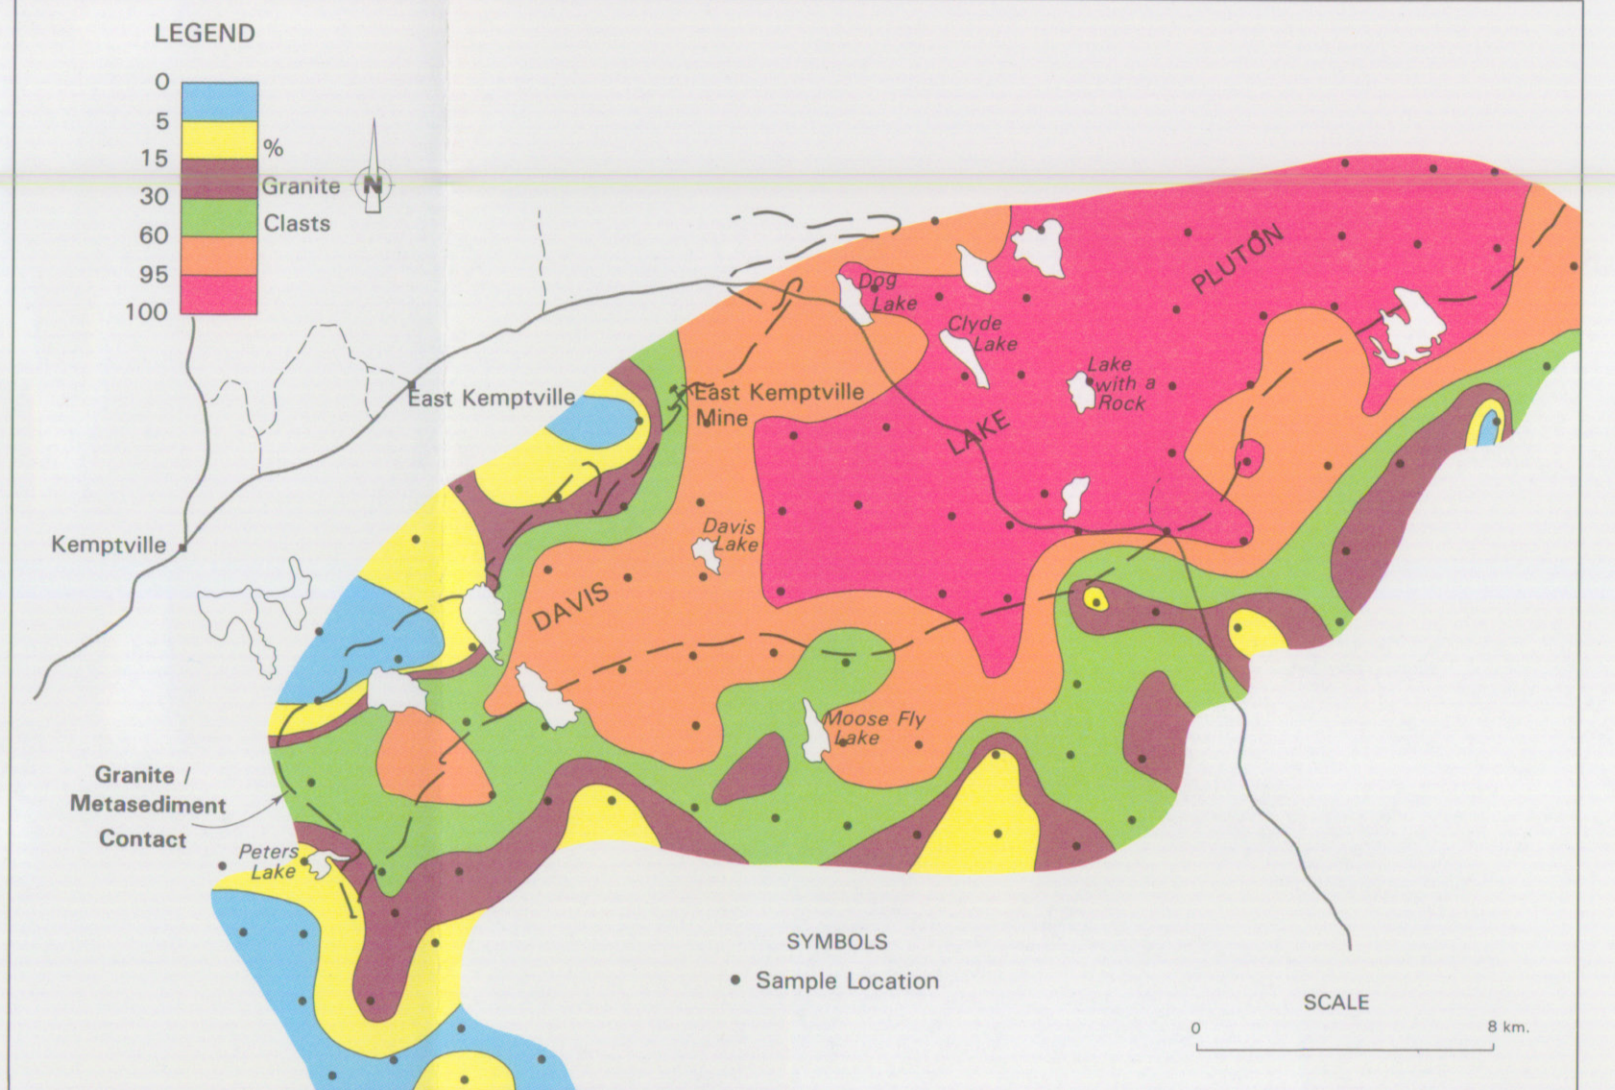 LEGEND
0
5
15
30
60
95
100
%
Granite
Clasts
N
PLUTON
Dog
Lake
Clyde
Lake
Lake
with a
Rock
East Kemptville
East Kemptville
Mine
LAKE
Kemptville
Davis
Lake
DAVIS
Moose Fly
Lake
Granite /
Metasediment
Contact
Peters
Lake
SYMBOLS
Sample Location
SCALE
0
8 km.